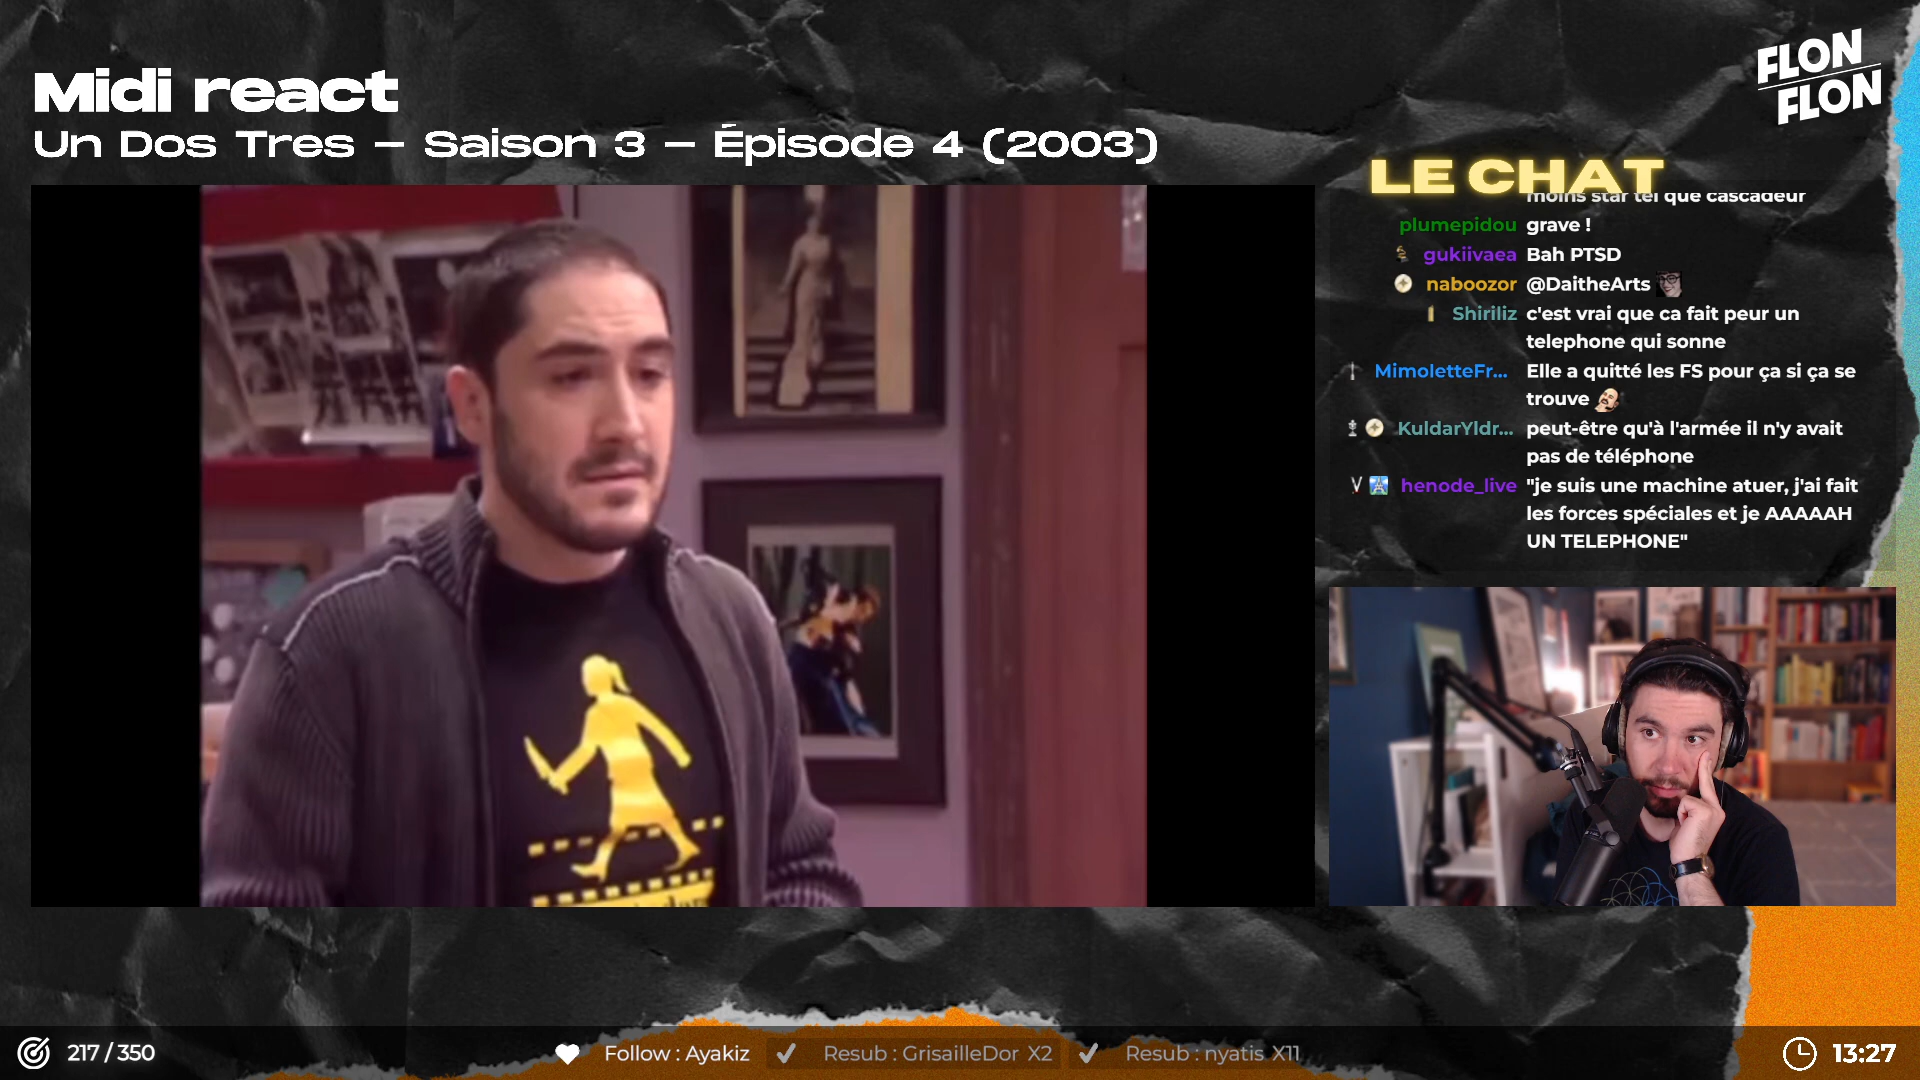 Midi react
Un Dos Tres – Saison 3 – Épisode 4 (2003)
FLON
FLON
LE CHAT
moins star tel que cascadeur
plumepidou grave !
gukiivaea Bah PTSD
naboozor @DaitheArts
Shiriliz c'est vrai que ca fait peur un
telephone qui sonne
MimoletteFr... Elle a quitté les FS pour ça si ça se
trouve
KuldarYldr... peut-être qu'à l'armée il n'y avait
pas de téléphone
henode_live "je suis une machine atuer, j'ai fait
les forces spéciales et je AAAAAH
UN TELEPHONE"
217 / 350
Follow : Ayakiz
Resub : GrisailleDor X2
Resub : nyatis X11
13:27